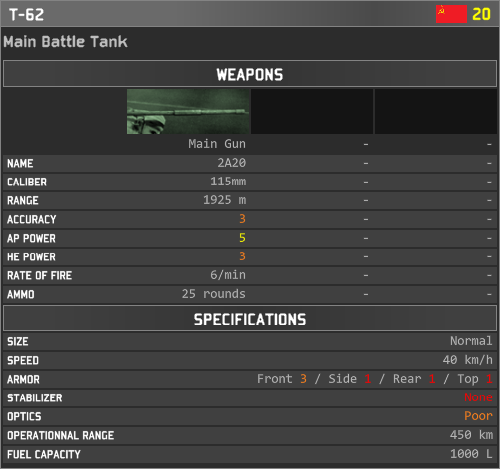 T-62 20
Main Battle Tank
WEAPONS
Main Gun - -
NAME 2A20 - -
CALIBER 115mm - -
RANGE 1925 m - -
ACCURACY 3 - -
AP POWER 5 - -
HE POWER 3 - -
RATE OF FIRE 6/min - -
AMMO 25 rounds - -
SPECIFICATIONS
SIZE Normal
SPEED 40 km/h
ARMOR Front 3 / Side 1 / Rear 1 / Top 1
STABILIZER None
OPTICS Poor
OPERATIONNAL RANGE 450 km
FUEL CAPACITY 1000 L